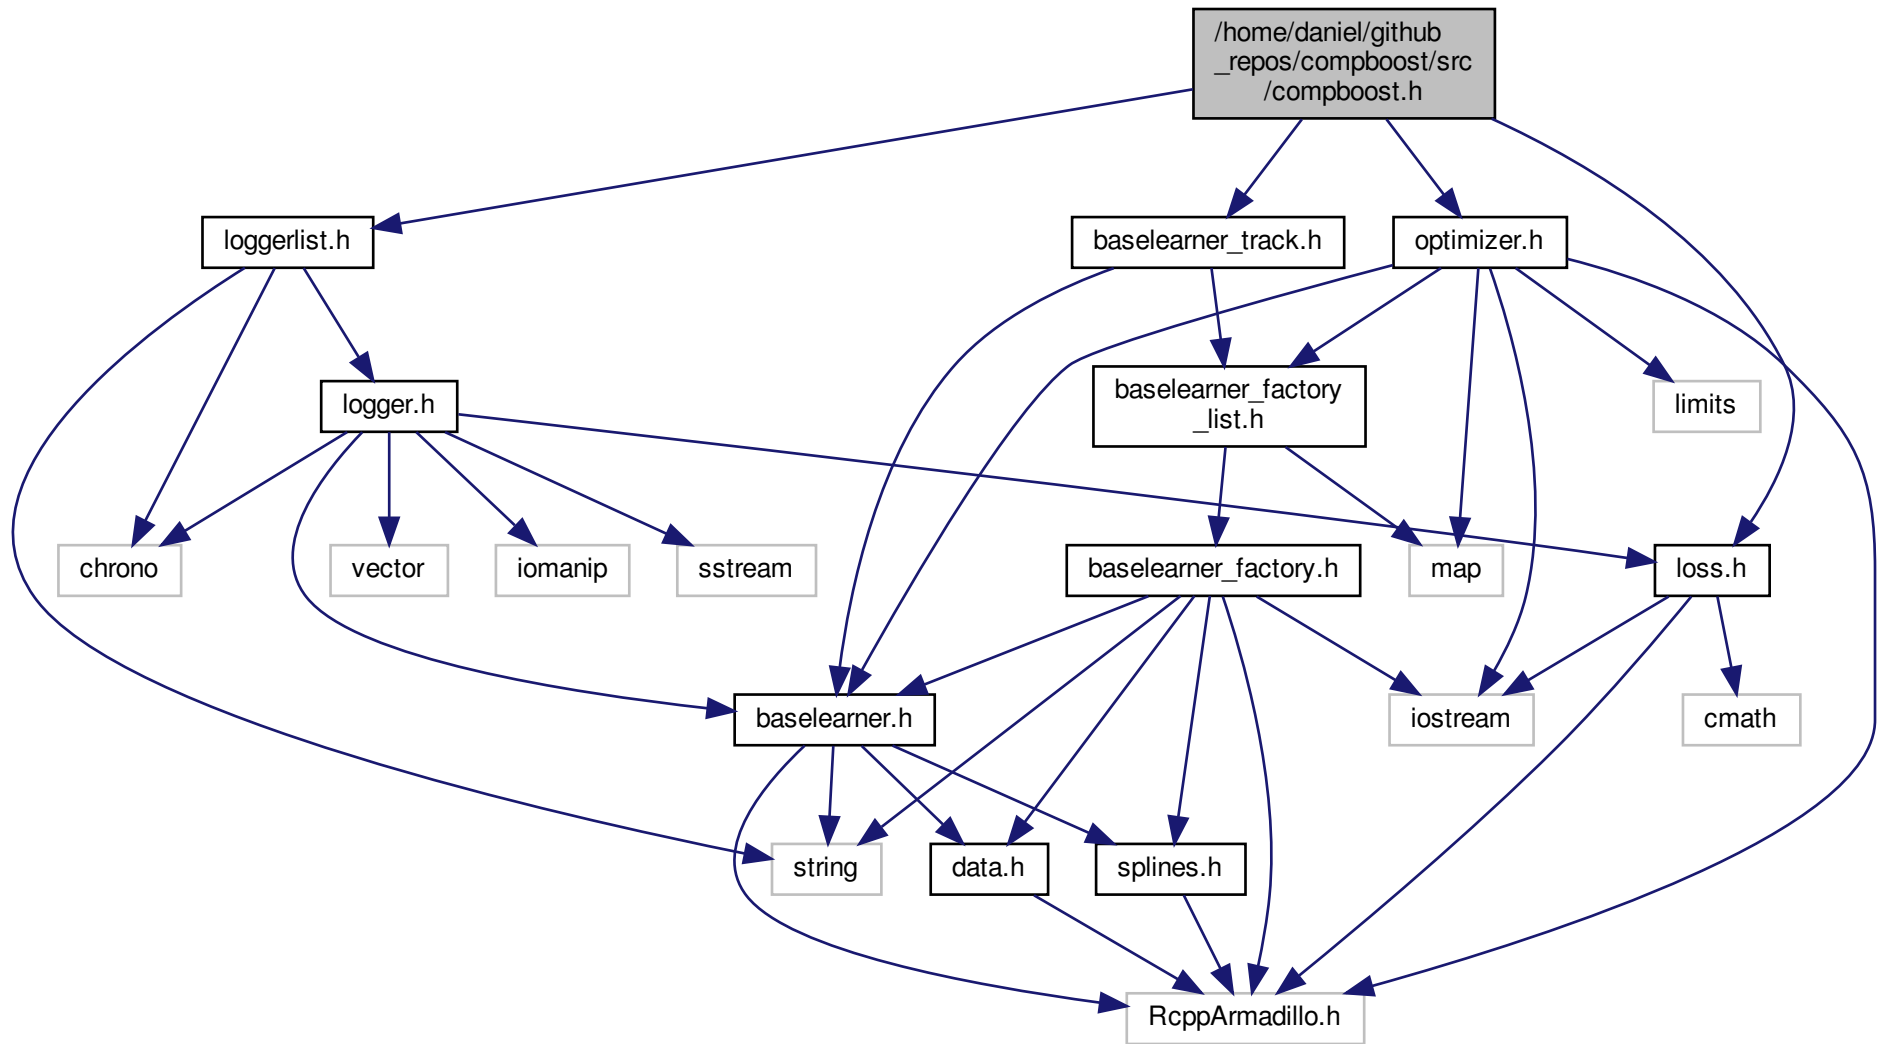 /home/daniel/github
_repos/compboost/src
/compboost.h
loggerlist.h
baselearner_track.h
optimizer.h
logger.h
baselearner_factory
_list.h
limits
chrono
vector
iomanip
sstream
baselearner_factory.h
map
loss.h
baselearner.h
iostream
cmath
string
data.h
splines.h
RcppArmadillo.h